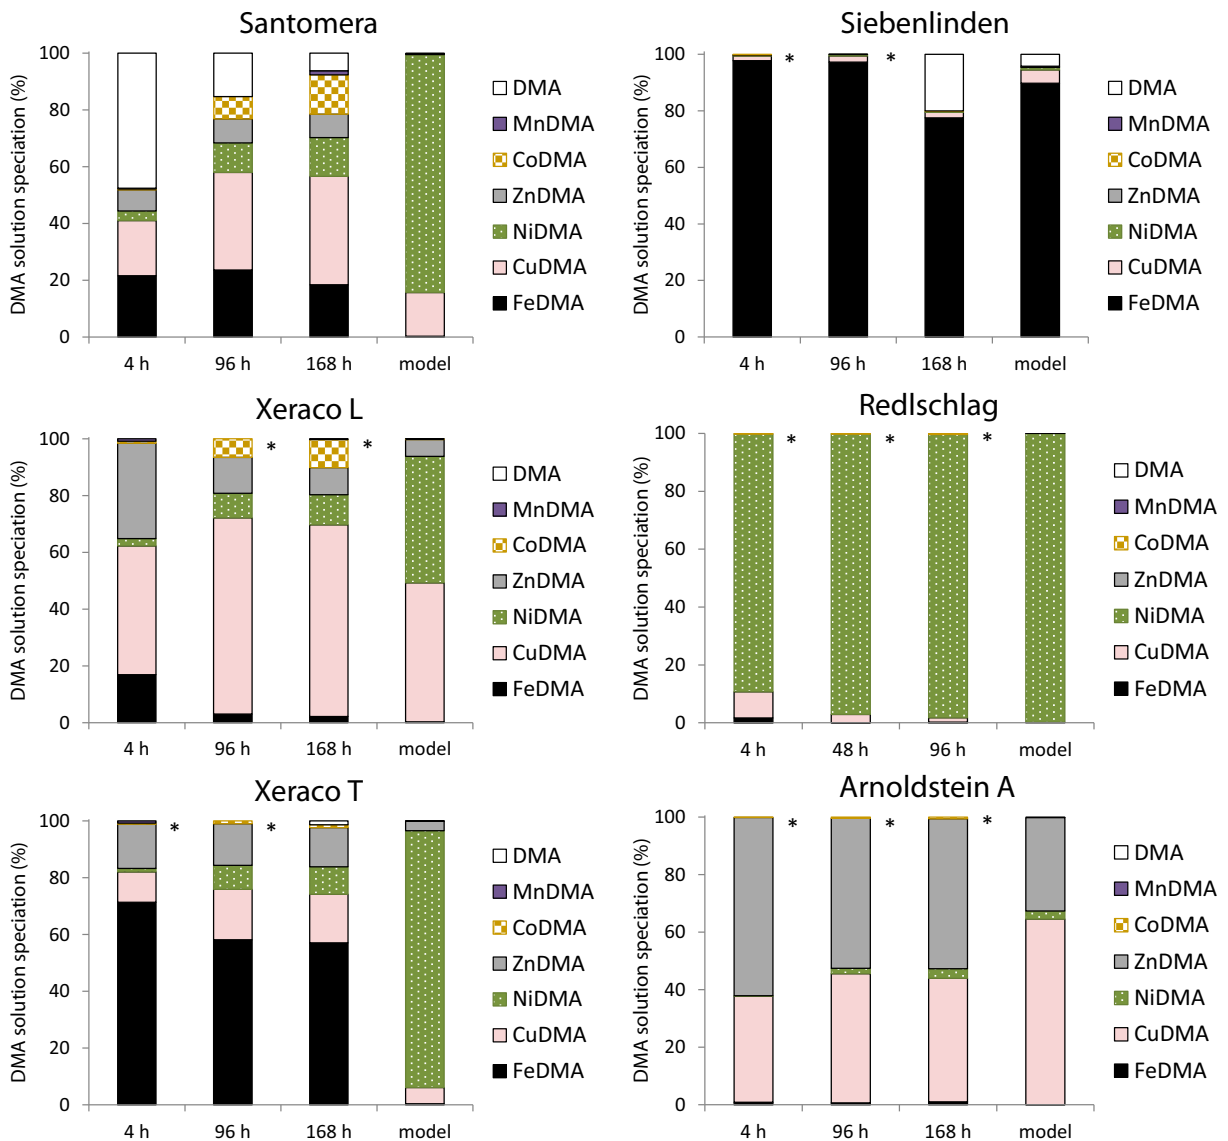 Santomera
DMA solution speciation (%)
100
80
60
40
20
0
4 h 96 h 168 h model
DMA
MnDMA
CoDMA
ZnDMA
NiDMA
CuDMA
FeDMA
Siebenlinden
DMA solution speciation (%)
100
80
60
40
20
0
* *
4 h 96 h 168 h model
DMA
MnDMA
CoDMA
ZnDMA
NiDMA
CuDMA
FeDMA
Xeraco L
DMA solution speciation (%)
100
80
60
40
20
0
* *
4 h 96 h 168 h model
DMA
MnDMA
CoDMA
ZnDMA
NiDMA
CuDMA
FeDMA
Redlschlag
DMA solution speciation (%)
100
80
60
40
20
0
* * *
4 h 48 h 96 h model
DMA
MnDMA
CoDMA
ZnDMA
NiDMA
CuDMA
FeDMA
Xeraco T
DMA solution speciation (%)
100
80
60
40
20
0
* *
4 h 96 h 168 h model
DMA
MnDMA
CoDMA
ZnDMA
NiDMA
CuDMA
FeDMA
Arnoldstein A
DMA solution speciation (%)
100
80
60
40
20
0
* * *
4 h 96 h 168 h model
DMA
MnDMA
CoDMA
ZnDMA
NiDMA
CuDMA
FeDMA